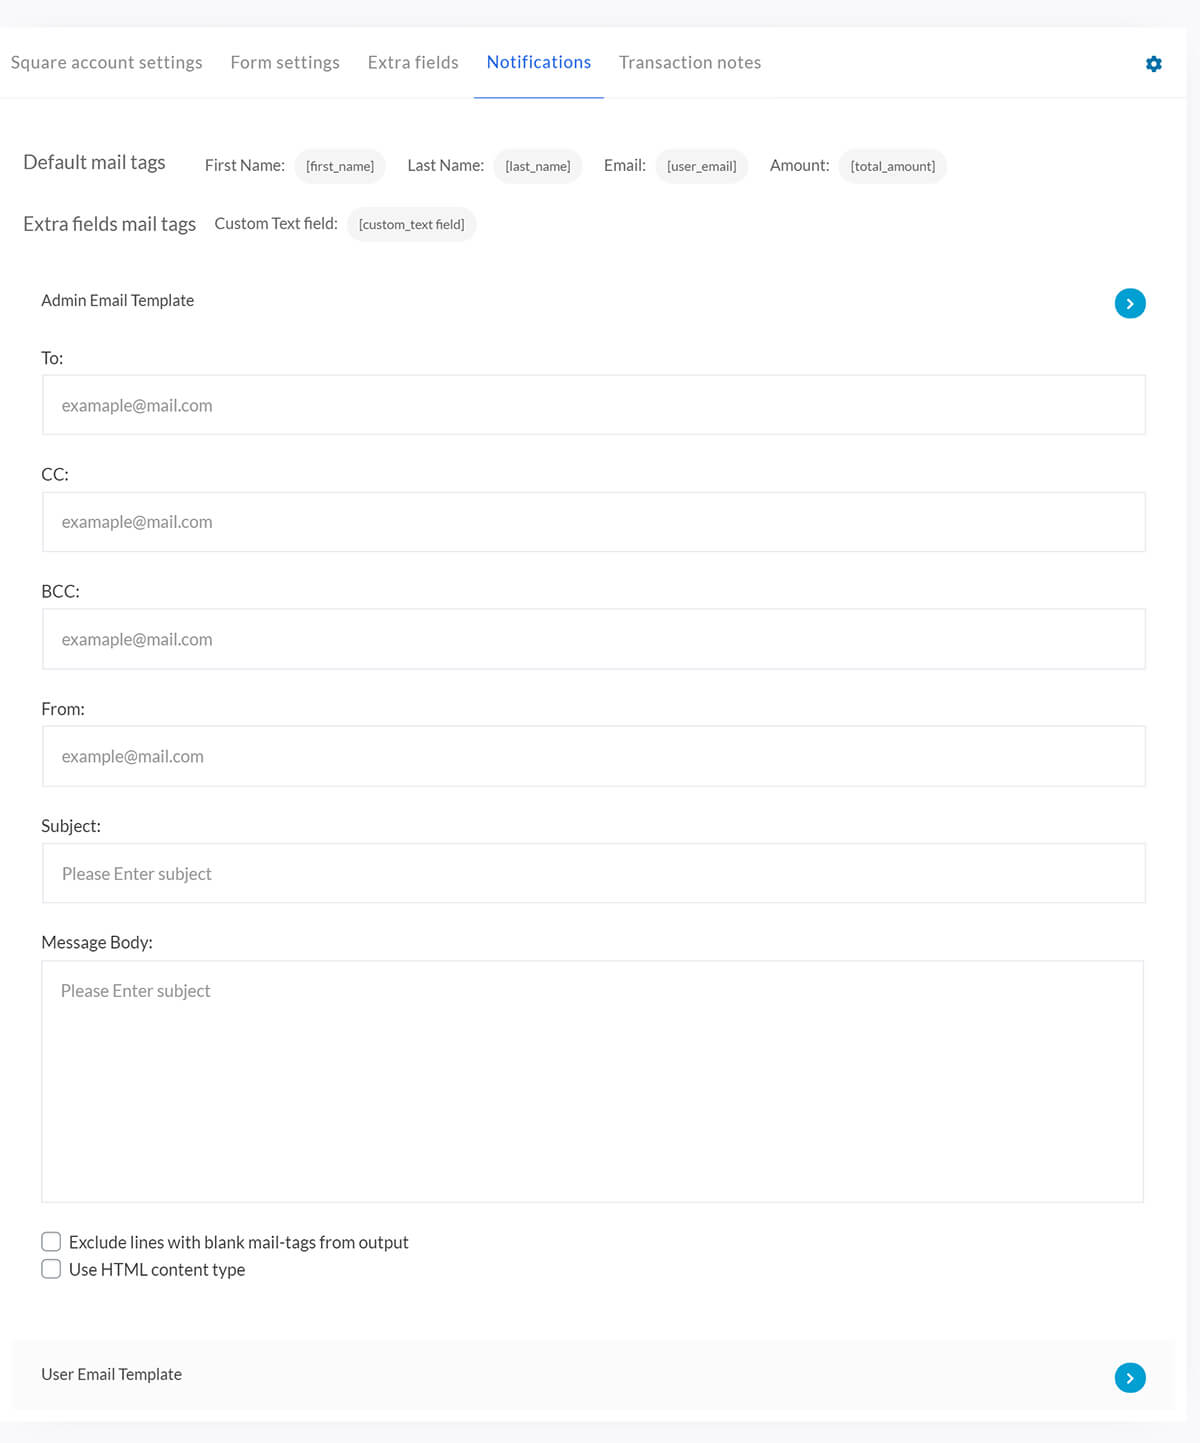 Square account settings Form settings Extra fields Notifications Transaction notes
Default mail tags First Name: [first_name] Last Name: [last_name] Email: [user_email] Amount: [total_amount]
Extra fields mail tags Custom Text field: [custom_text field]
Admin Email Template
To:
examaple@mail.com
CC:
examaple@mail.com
BCC:
examaple@mail.com
From:
example@mail.com
Subject:
Please Enter subject
Message Body:
Please Enter subject
Exclude lines with blank mail-tags from output
Use HTML content type
User Email Template